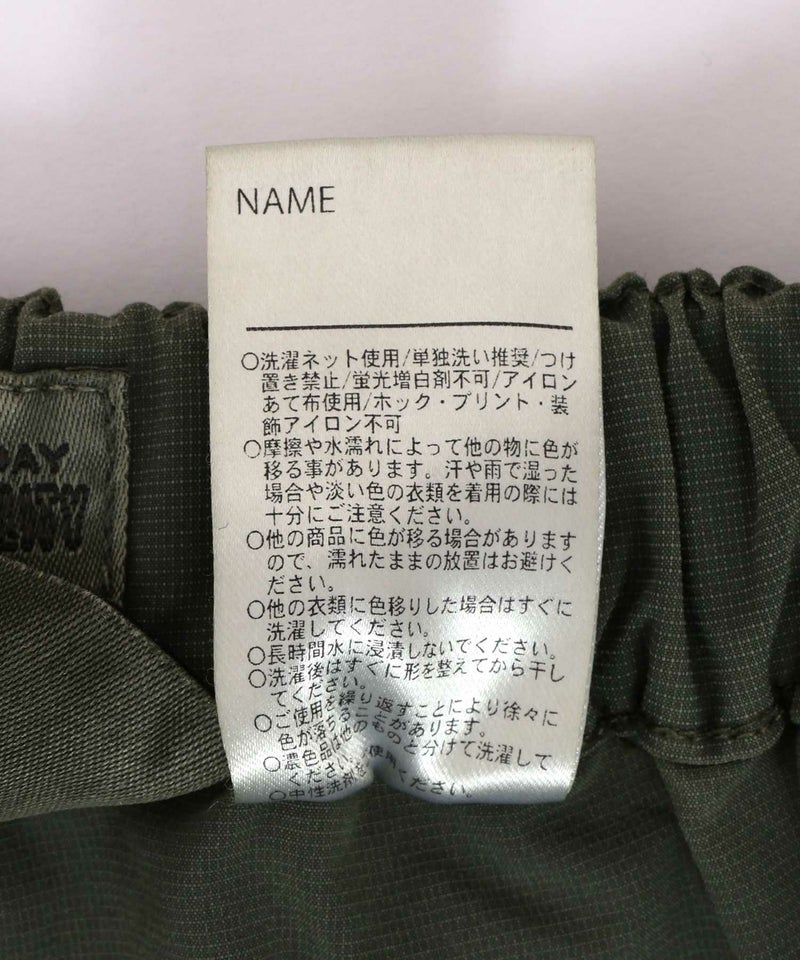 NAME
○洗濯ネット使用/単独洗い推奨/つけ
置き禁止/蛍光増白剤不可/アイロン
あて布使用/ホック・プリント・装
飾アイロン不可
○摩擦や水濡れによって他の物に色が
移る事があります。汗や雨で湿った
場合や淡い色の衣類を着用の際には
十分にご注意ください。
○他の商品に色が移る場合があります
ので、濡れたままの放置はお避けく
ださい。
○他の衣類に色移りした場合はすぐに
洗濯してください。
○長時間水に浸漬しないでください。
○洗濯後はすぐに形を整えてから干し
てください。
○ご使用を繰り返すことにより徐々に
色が落ちることがあります。
○濃色品は他のものと分けて洗濯して
ください。
○中性洗剤を使用ください。
DAY